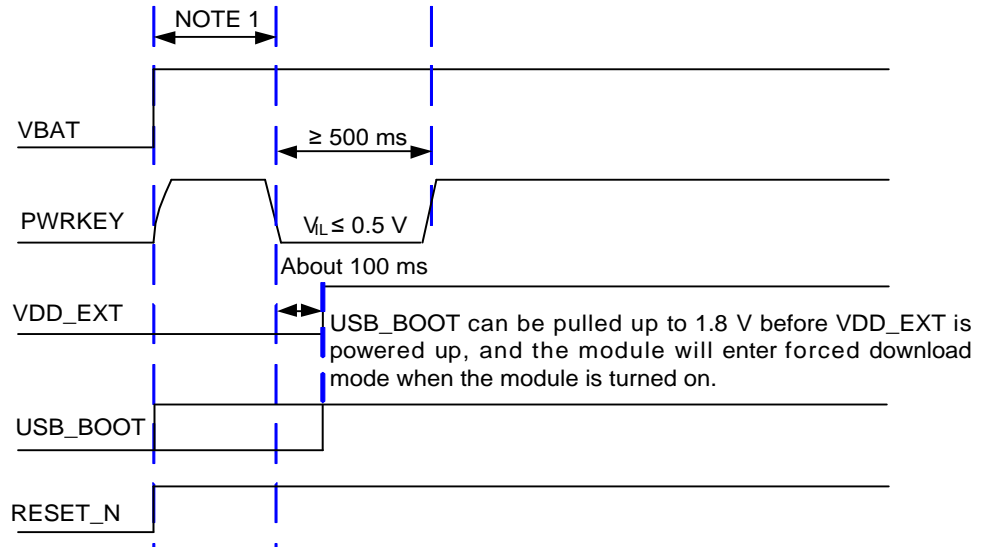 NOTE 1
VBAT
≥ 500 ms
PWRKEY
VIL ≤ 0.5 V
About 100 ms
VDD_EXT
USB_BOOT can be pulled up to 1.8 V before VDD_EXT is
powered up, and the module will enter forced download
mode when the module is turned on.
USB_BOOT
RESET_N